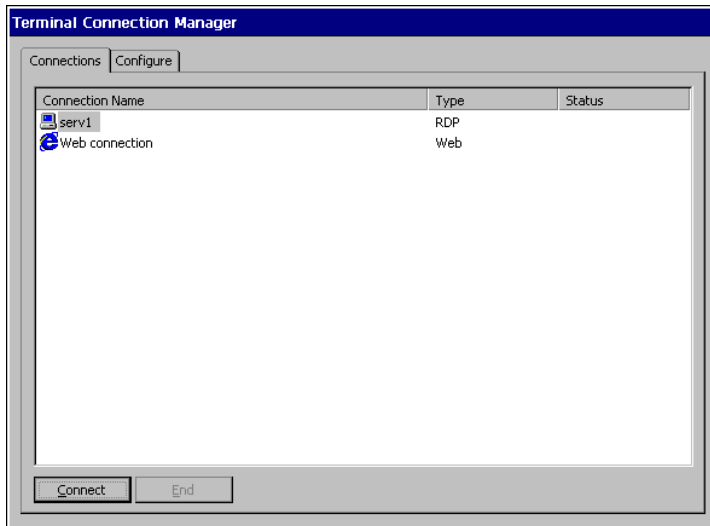 Terminal Connection Manager
Connections Configure
Connection Name Type Status
serv1 RDP
Web connection Web
Connect End